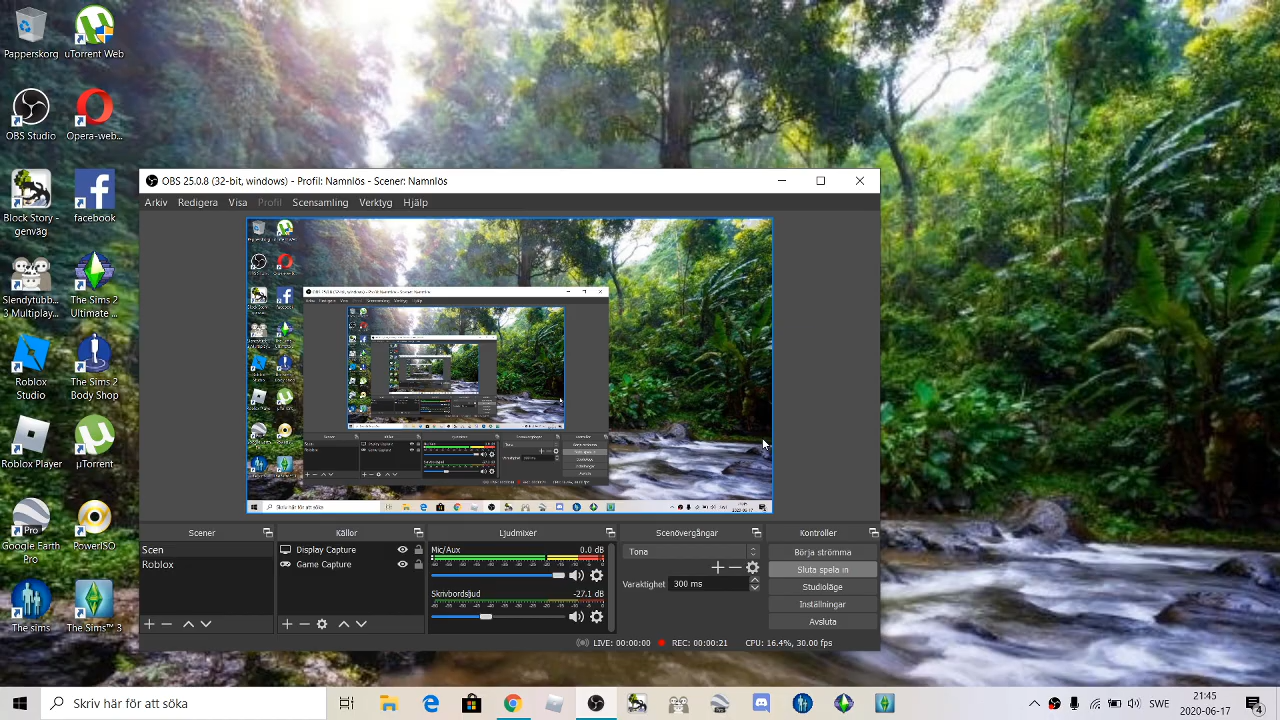 Papperskorg
uTorrent Web
OBS Studio
Opera-web...
Block Story -
genväg
facebook
Slendytubb...
3 Multiplay...
The Sims 2
Ultimate ...
Roblox
Studio
The Sims 2
Body Shop
Roblox Player
µTorrent
Google Earth
Pro
PowerISO
The sims
The Sims™ 3
OBS 25.0.8 (32-bit, windows) - Profil: Namnlös - Scener: Namnlös
Arkiv Redigera Visa Profil Scensamling Verktyg Hjälp
Scener
Källor
Ljudmixer
Scenövergångar
Kontroller
Scen
Roblox
Display Capture
Game Capture
Mic/Aux 0.0 dB
Skrivbordsljud -27.1 dB
Tona
Varaktighet 300 ms
Börja strömma
Sluta spela in
Studioläge
Inställningar
Avsluta
LIVE: 00:00:00 REC: 00:00:21 CPU: 16.4%, 30.00 fps
Skriv här för att söka
Pro
21:45
2020-06-17
4